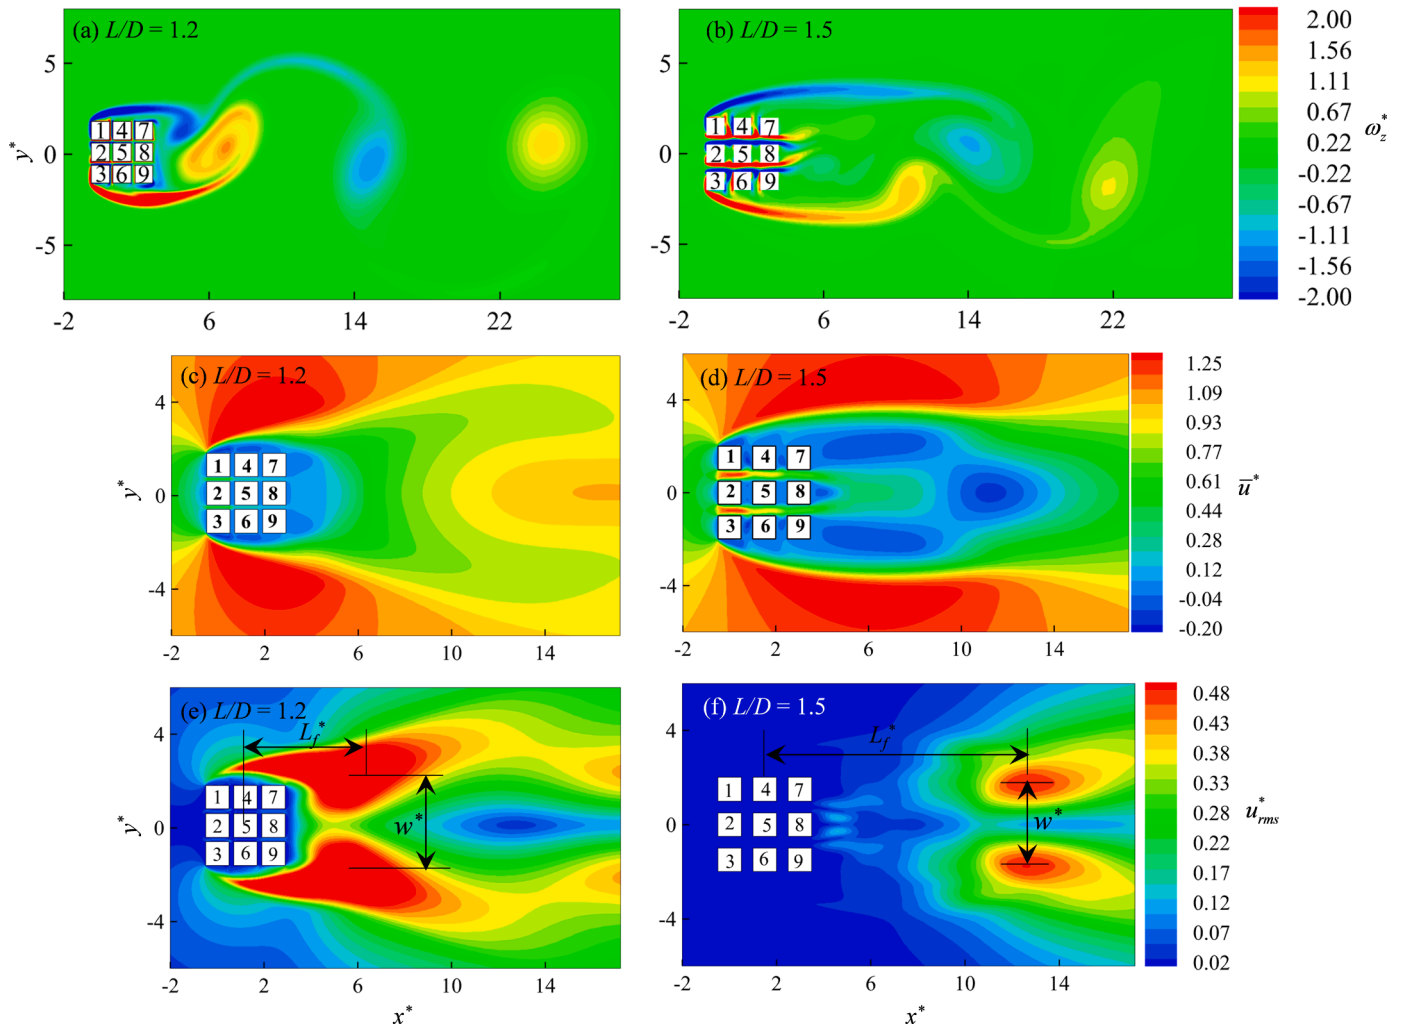 (a) L/D = 1.2
(b) L/D = 1.5
5
0
-5
y*
1 4 7
2 5 8
3 6 9
-2 6 14 22
5
0
-5
1 4 7
2 5 8
3 6 9
-2 6 14 22
2.00
1.56
1.11
0.67
0.22
-0.22
-0.67
-1.11
-1.56
-2.00
ω_z^*
(c) L/D = 1.2
4
0
-4
y*
1 4 7
2 5 8
3 6 9
-2 2 6 10 14
(d) L/D = 1.5
4
0
-4
1 4 7
2 5 8
3 6 9
-2 2 6 10 14
1.25
1.09
0.93
0.77
0.61
0.44
0.28
0.12
-0.04
-0.20
u̅*
(e) L/D = 1.2
L_f^*
w*
4
0
-4
y*
1 4 7
2 5 8
3 6 9
-2 2 6 10 14
x*
(f) L/D = 1.5
L_f^*
w*
4
0
-4
1 4 7
2 5 8
3 6 9
-2 2 6 10 14
x*
0.48
0.43
0.38
0.33
0.28
0.22
0.17
0.12
0.07
0.02
u_rms^*